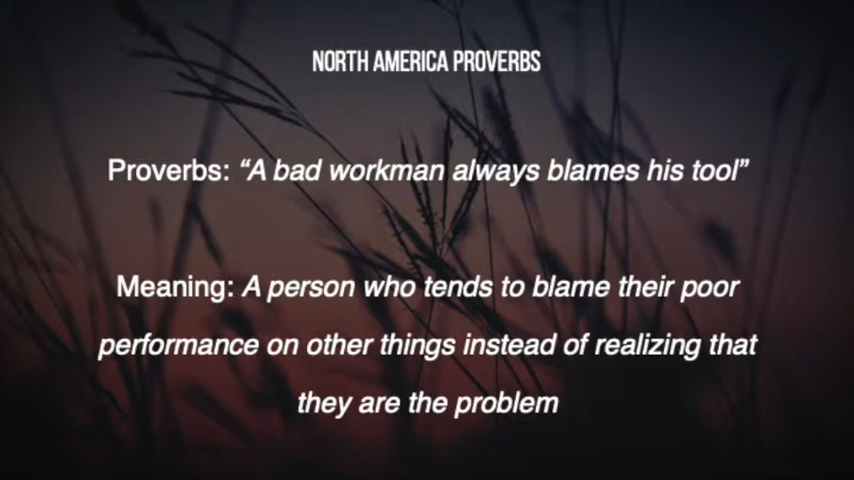 NORTH AMERICA PROVERBS
Proverbs: “A bad workman always blames his tool”
Meaning: A person who tends to blame their poor
performance on other things instead of realizing that
they are the problem